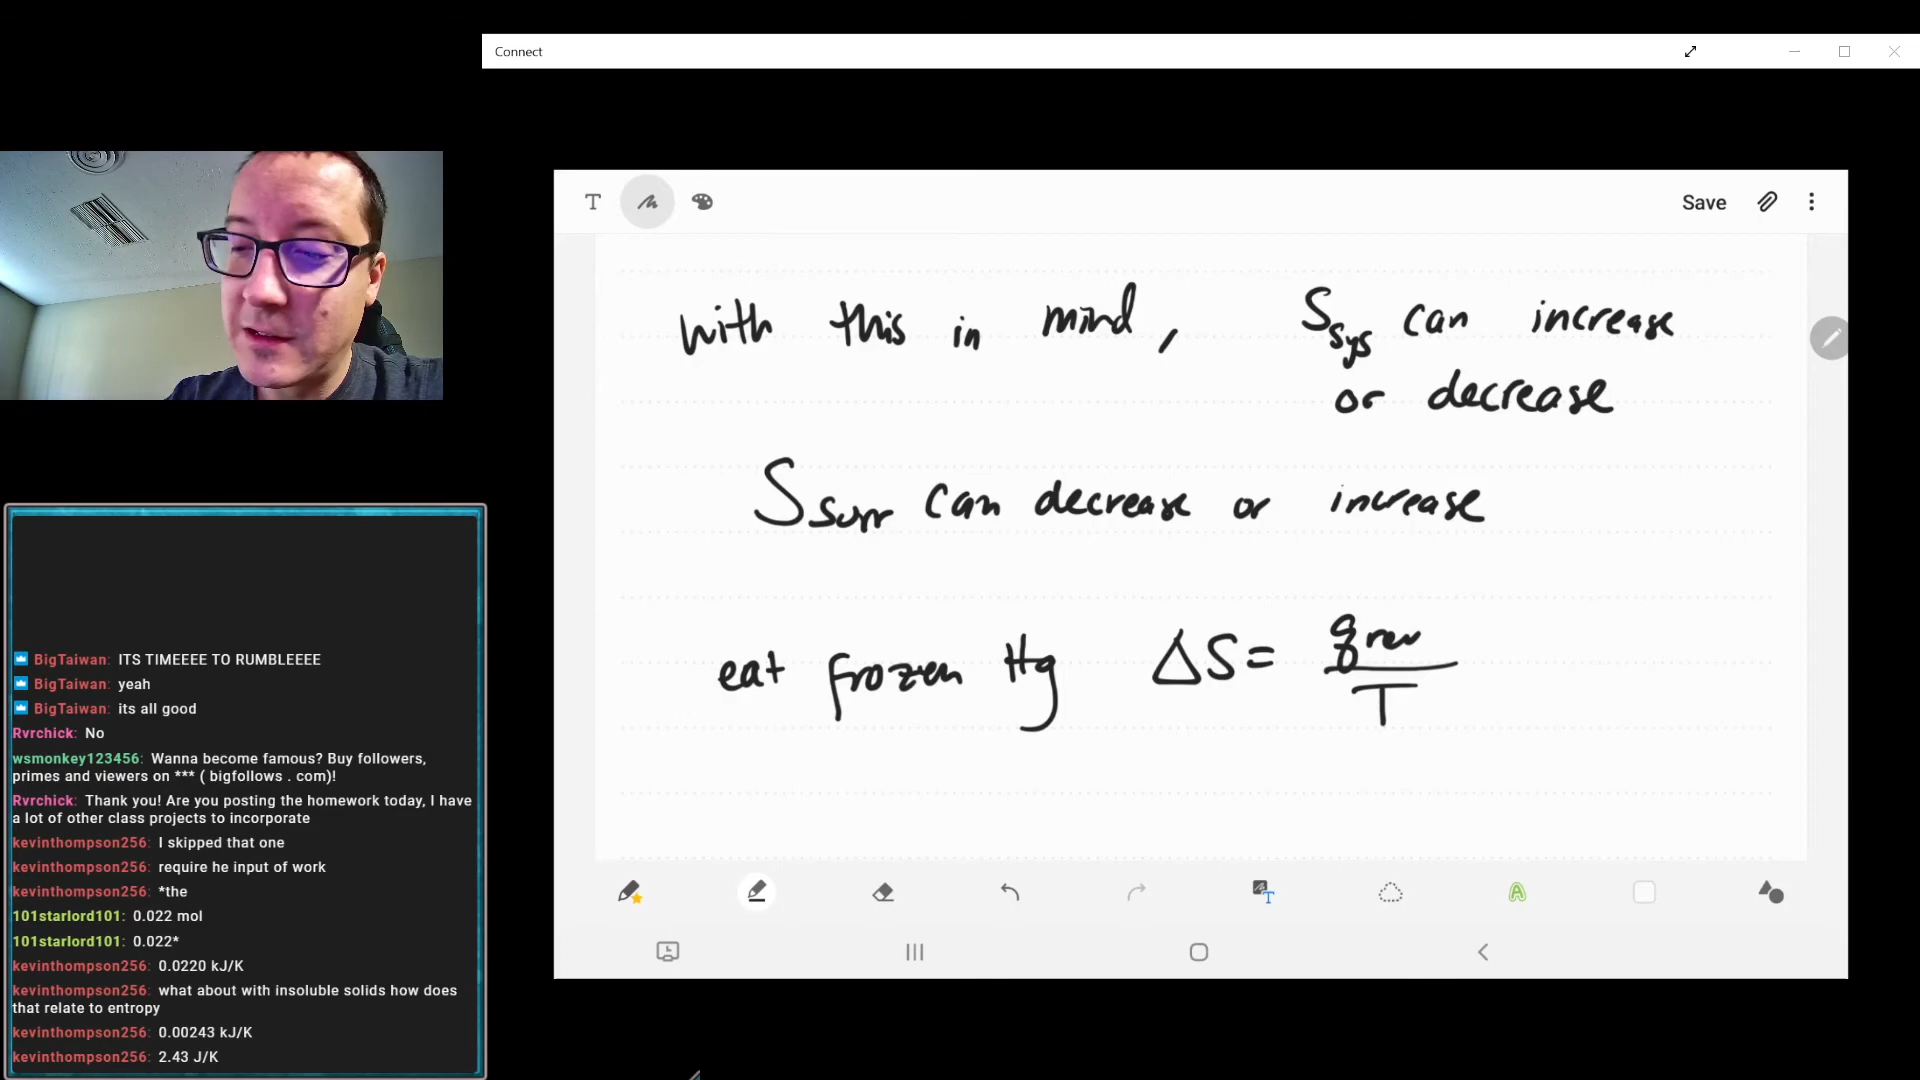 Connect
T
Save
With this in mind, Ssys can increase
or decrease
Ssurr can decrease or increase
eat frozen Hg ΔS= qrev
T
T
A
BigTaiwan: ITS TIMEEEE TO RUMBLEEEE
BigTaiwan: yeah
BigTaiwan: its all good
Rvrchick: No
wsmonkey123456: Wanna become famous? Buy followers,
primes and viewers on *** ( bigfollows . com)!
Rvrchick: Thank you! Are you posting the homework today, I have
a lot of other class projects to incorporate
kevinthompson256: I skipped that one
kevinthompson256: require he input of work
kevinthompson256: *the
101starlord101: 0.022 mol
101starlord101: 0.022*
kevinthompson256: 0.0220 kJ/K
kevinthompson256: what about with insoluble solids how does
that relate to entropy
kevinthompson256: 0.00243 kJ/K
kevinthompson256: 2.43 J/K